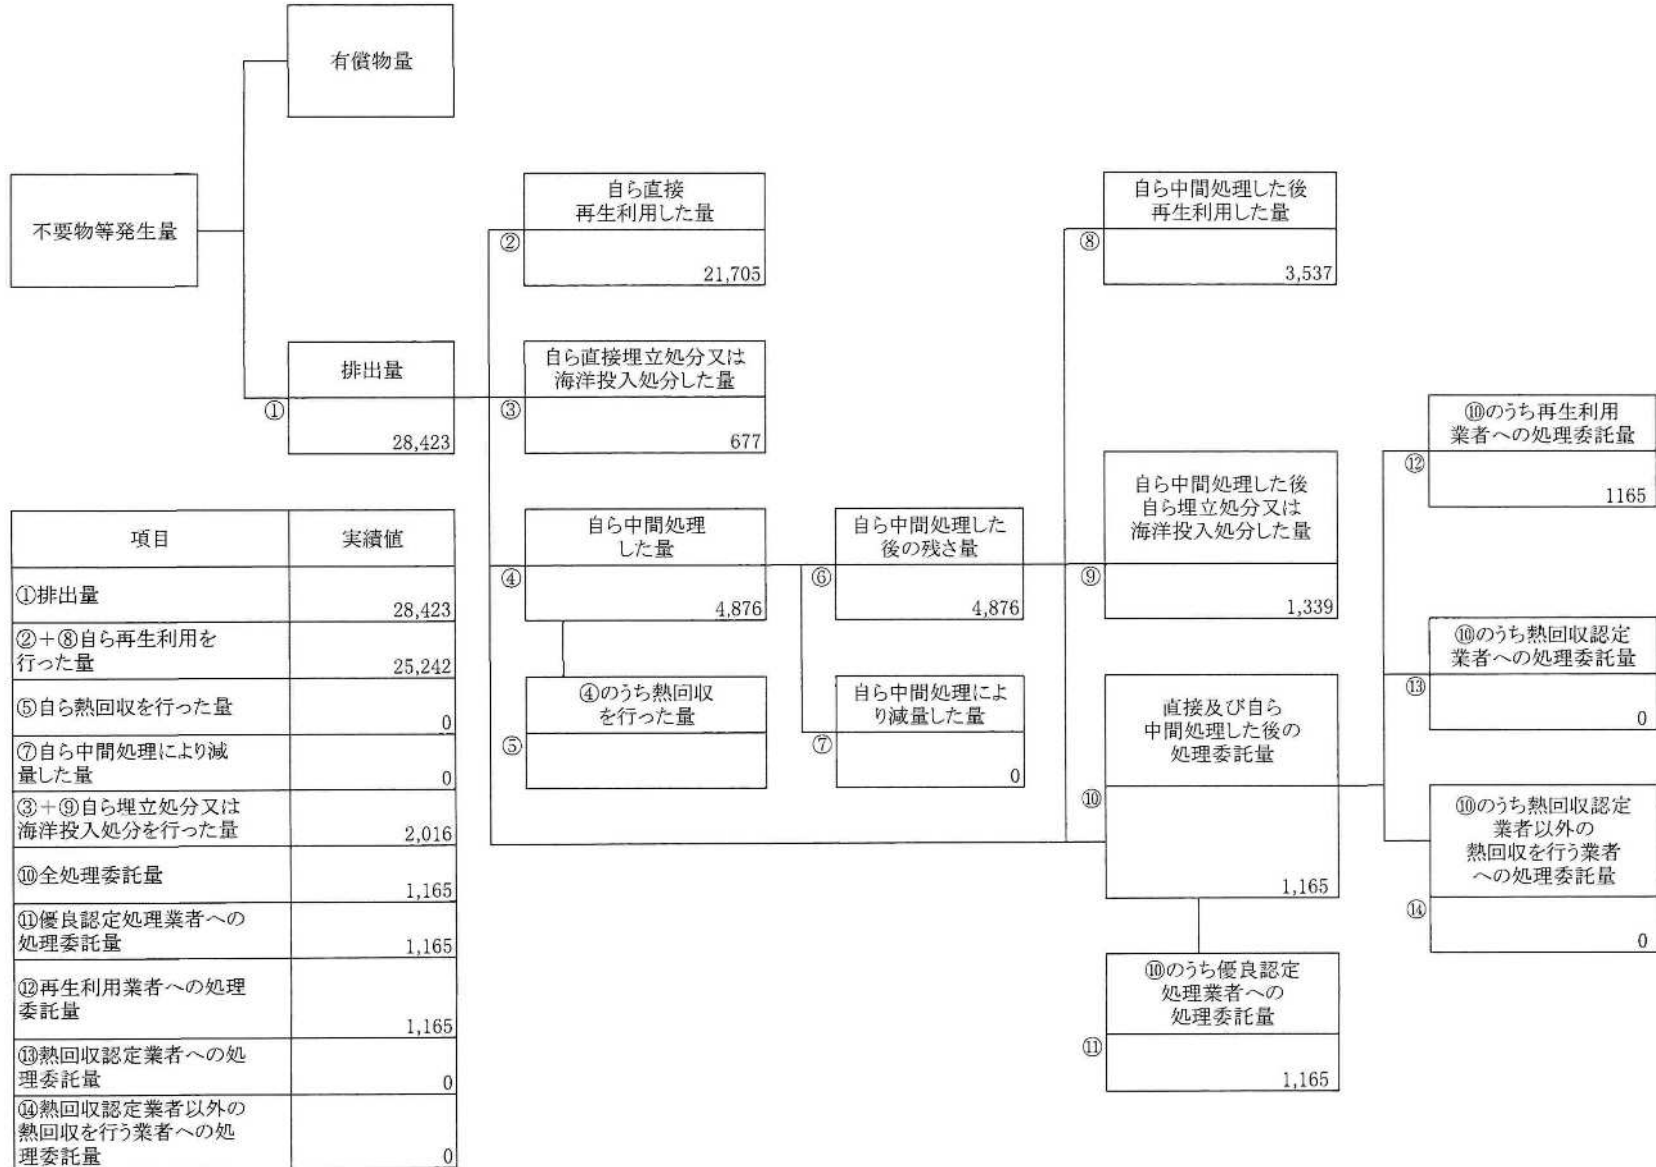 有償物量
不要物等発生量
自ら直接
再生利用した量
②
21,705
自ら中間処理した後
再生利用した量
⑧
3,537
排出量
①
28,423
自ら直接埋立処分又は
海洋投入処分した量
③
677
⑩のうち再生利用
業者への処理委託量
⑫
1165
自ら中間処理
した量
④
4,876
自ら中間処理した
後の残さ量
⑥
4,876
自ら中間処理した後
自ら埋立処分又は
海洋投入処分した量
⑨
1,339
⑩のうち熱回収認定
業者への処理委託量
⑬
0
④のうち熱回収
を行った量
⑤
自ら中間処理によ
り減量した量
⑦
0
直接及び自ら
中間処理した後の
処理委託量
⑩
1,165
⑩のうち熱回収認定
業者以外の
熱回収を行う業者
への処理委託量
⑭
0
⑩のうち優良認定
処理業者への
処理委託量
⑪
1,165
項目 実績値
①排出量
28,423
②+⑧自ら再生利用を
行った量 25,242
⑤自ら熱回収を行った量
0
⑦自ら中間処理により減
量した量 0
③+⑨自ら埋立処分又は
海洋投入処分を行った量 2,016
⑩全処理委託量
1,165
⑪優良認定処理業者への
処理委託量 1,165
⑫再生利用業者への処理
委託量
1,165
⑬熱回収認定業者への処
理委託量 0
⑭熱回収認定業者以外の
熱回収を行う業者への処
理委託量 0